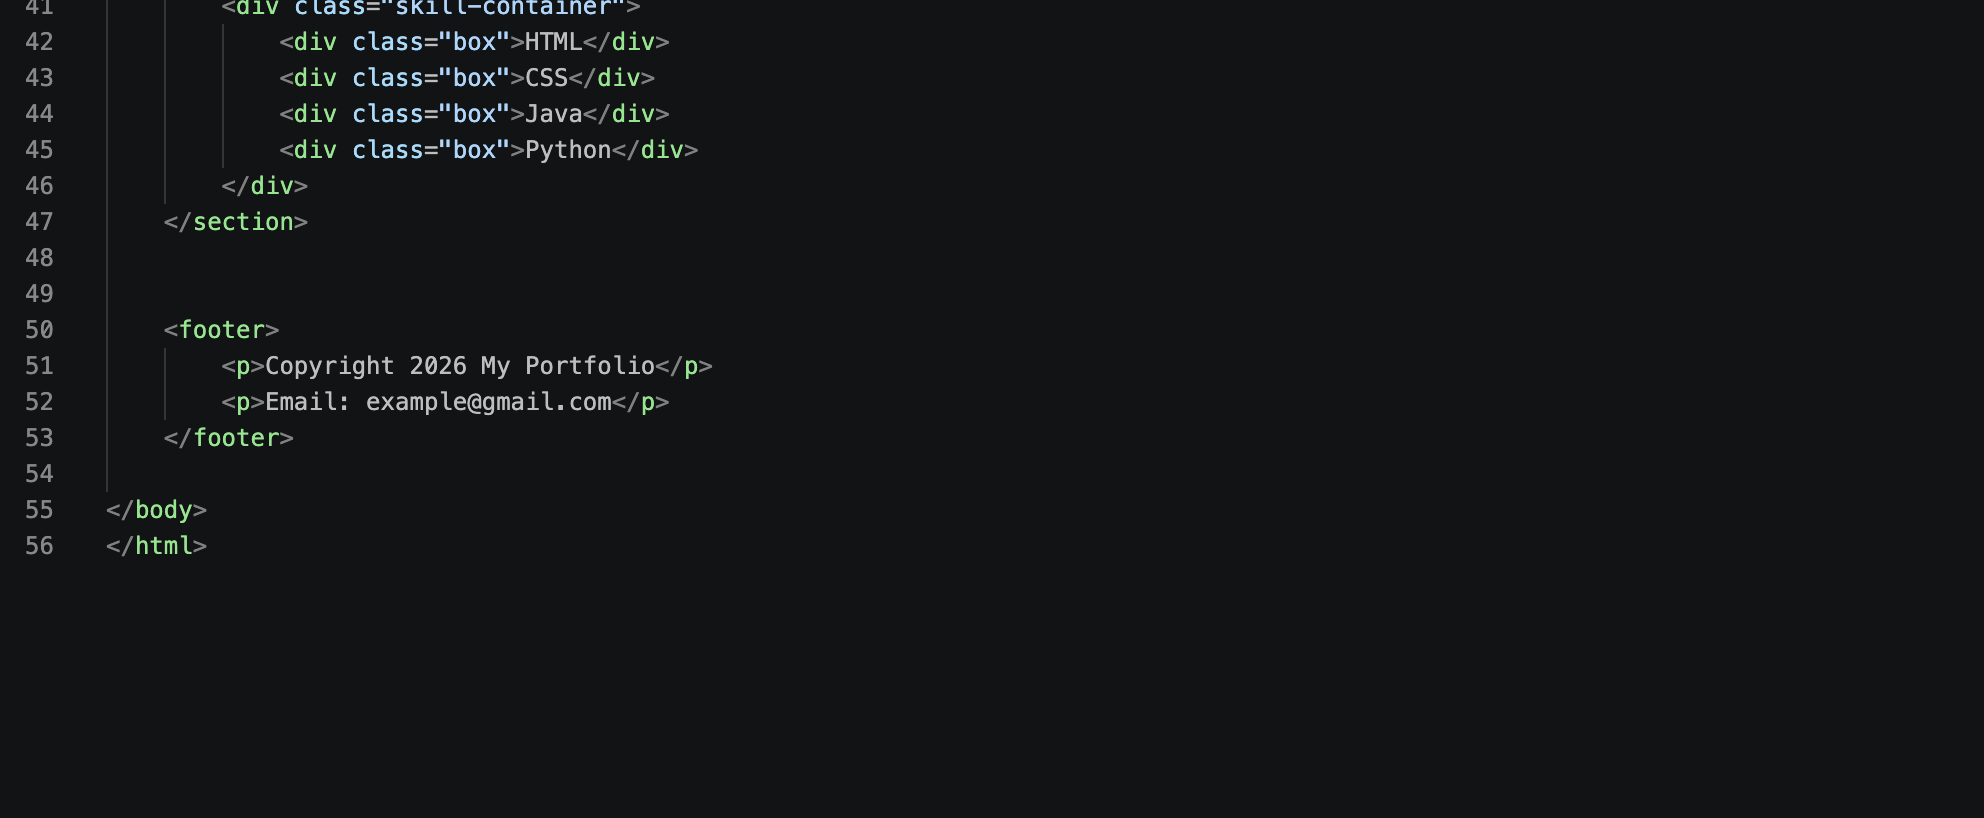 41 <div class="skill-container">
42 <div class="box">HTML</div>
43 <div class="box">CSS</div>
44 <div class="box">Java</div>
45 <div class="box">Python</div>
46 </div>
47 </section>
48
49
50 <footer>
51 <p>Copyright 2026 My Portfolio</p>
52 <p>Email: example@gmail.com</p>
53 </footer>
54
55 </body>
56 </html>